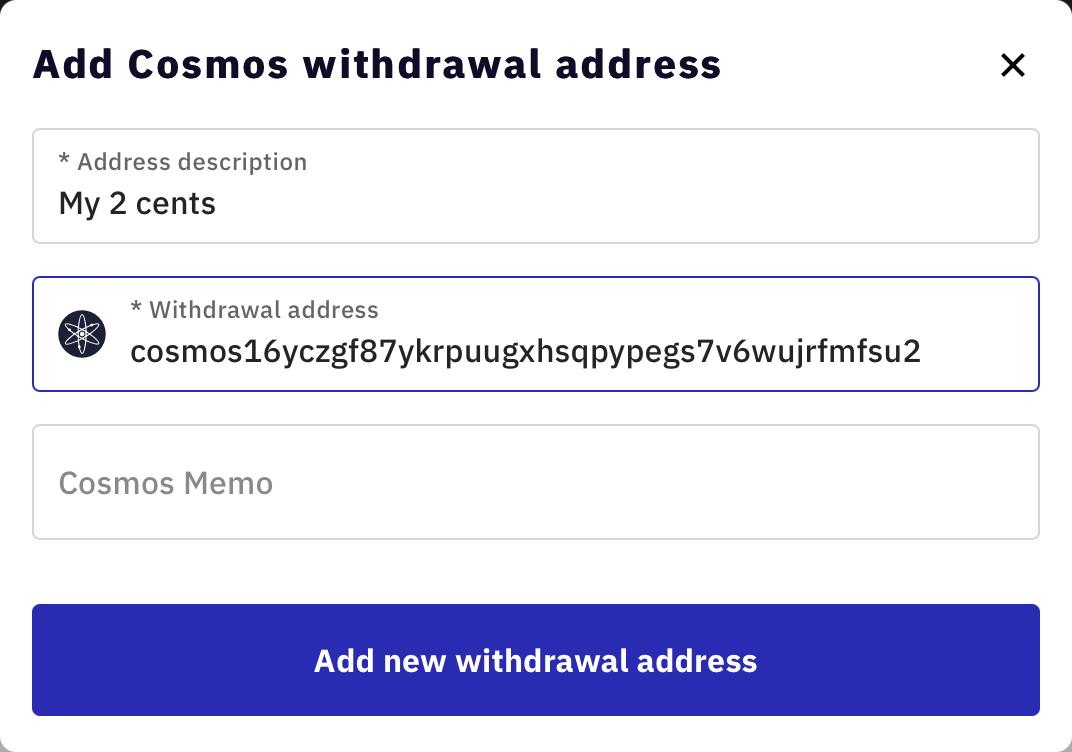 Add Cosmos withdrawal address
* Address description
My 2 cents
* Withdrawal address
cosmos16yczgf87ykrpuugxhsqpypegs7v6wujrfmfsu2
Cosmos Memo
Add new withdrawal address